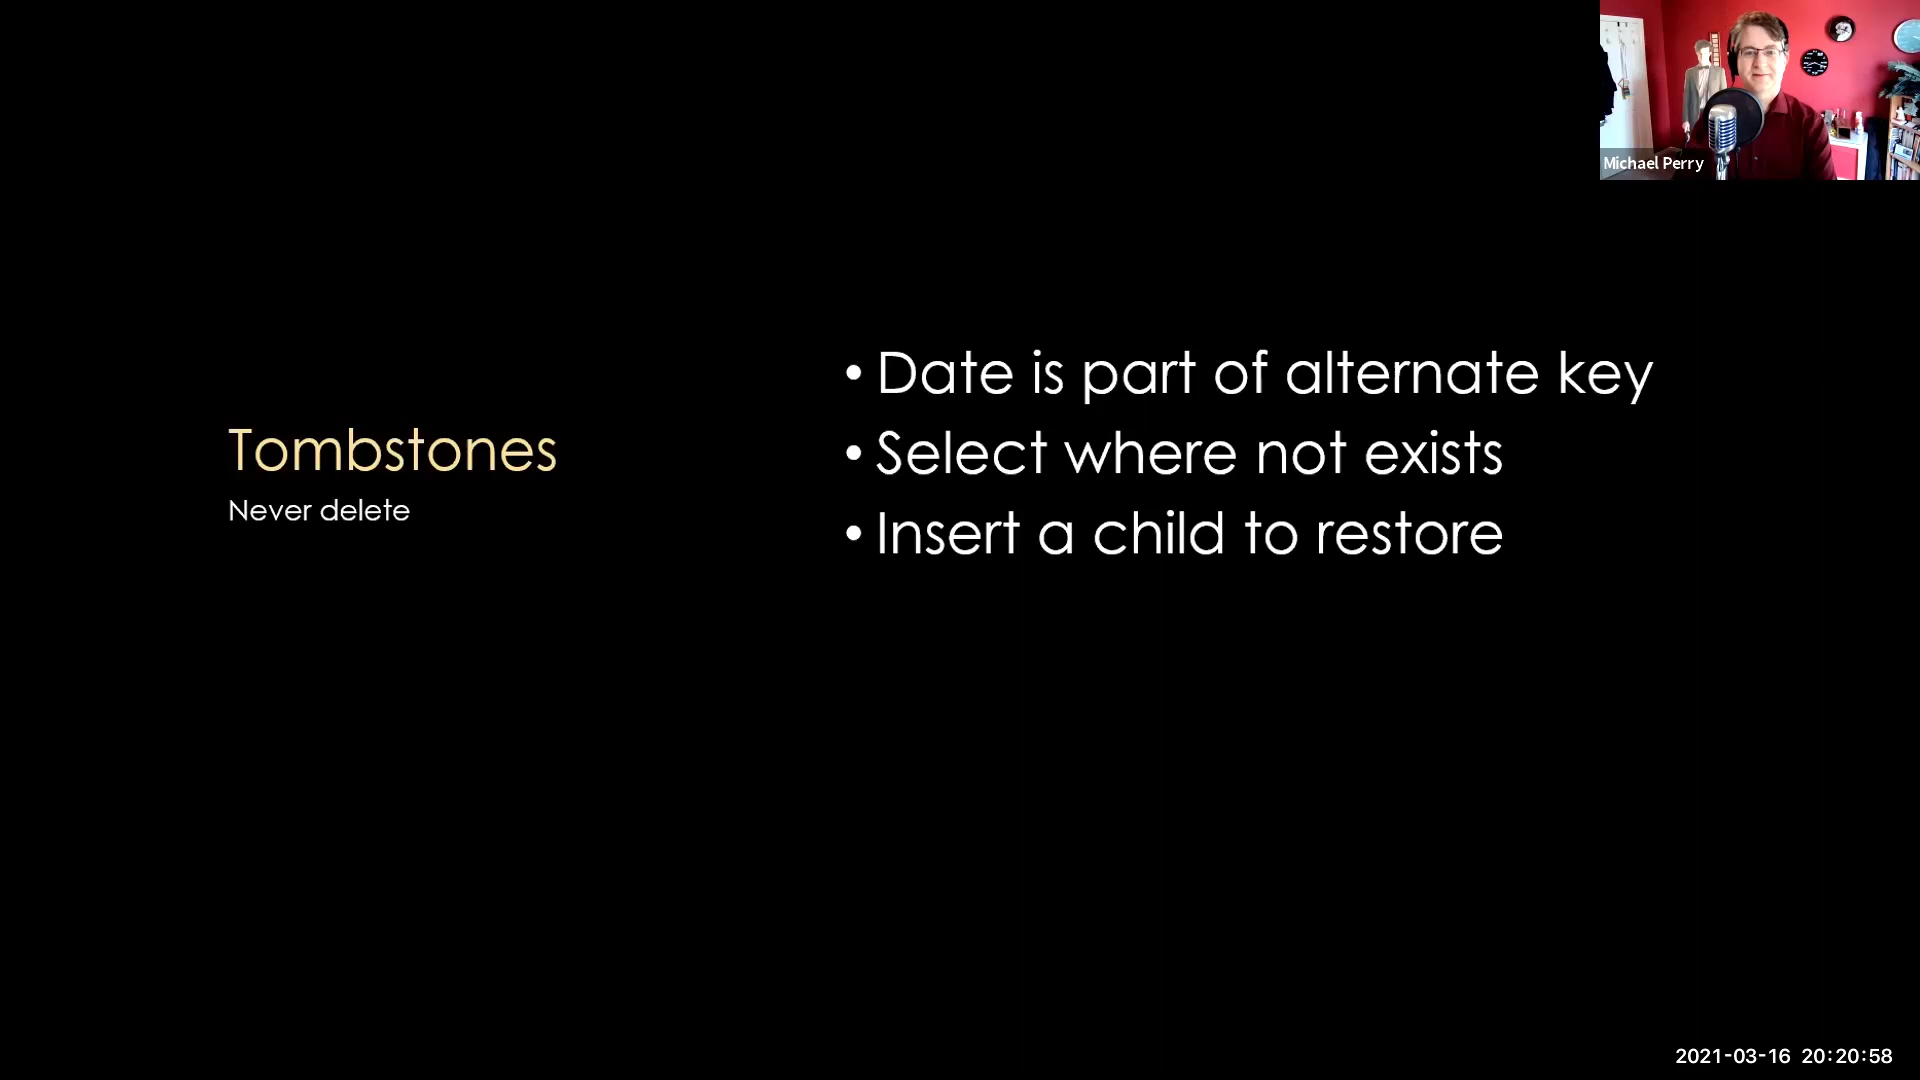 Michael Perry
Tombstones
Never delete
• Date is part of alternate key
• Select where not exists
• Insert a child to restore
2021-03-16 20:20:58